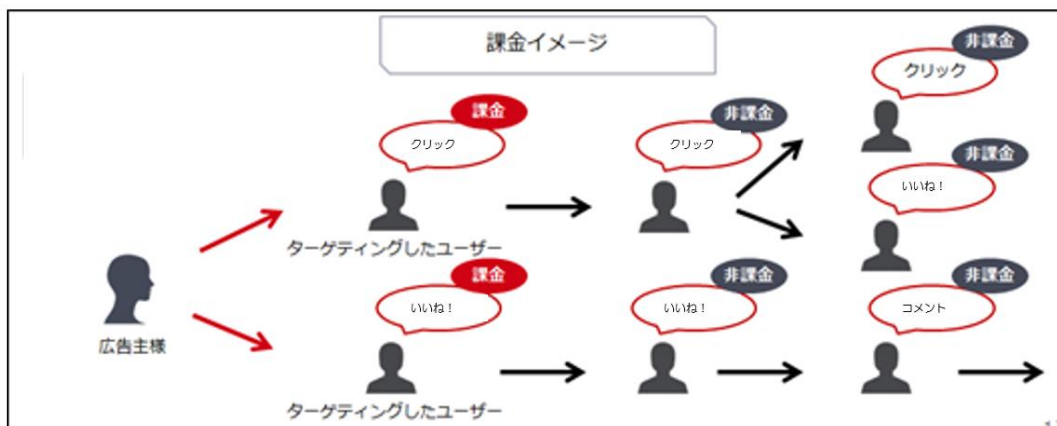 課金イメージ
非課金
クリック
課金
クリック
非課金
クリック
非課金
いいね！
ターゲティングしたユーザー
広告主様
課金
いいね！
非課金
いいね！
非課金
コメント
ターゲティングしたユーザー